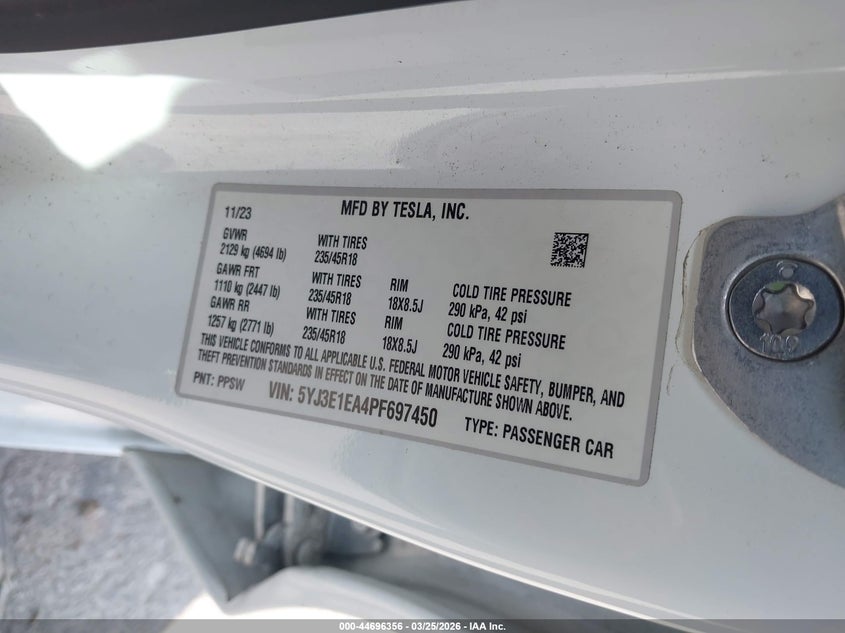 MFD BY TESLA, INC.
11/23
GVWR
2129 kg (4694 lb)
WITH TIRES
235/45R18
GAWR FRT
1110 kg (2447 lb)
WITH TIRES
235/45R18
RIM
18X8.5J
COLD TIRE PRESSURE
290 kPa, 42 psi
GAWR RR
1257 kg (2771 lb)
WITH TIRES
235/45R18
RIM
18X8.5J
COLD TIRE PRESSURE
290 kPa, 42 psi
THIS VEHICLE CONFORMS TO ALL APPLICABLE U.S. FEDERAL MOTOR VEHICLE SAFETY, BUMPER, AND
THEFT PREVENTION STANDARDS IN EFFECT ON THE DATE OF MANUFACTURE SHOWN ABOVE.
PNT: PPSW
VIN: 5YJ3E1EA4PF697450
TYPE: PASSENGER CAR
10.9
000-44696356 — 03/25/2026 — IAA Inc.